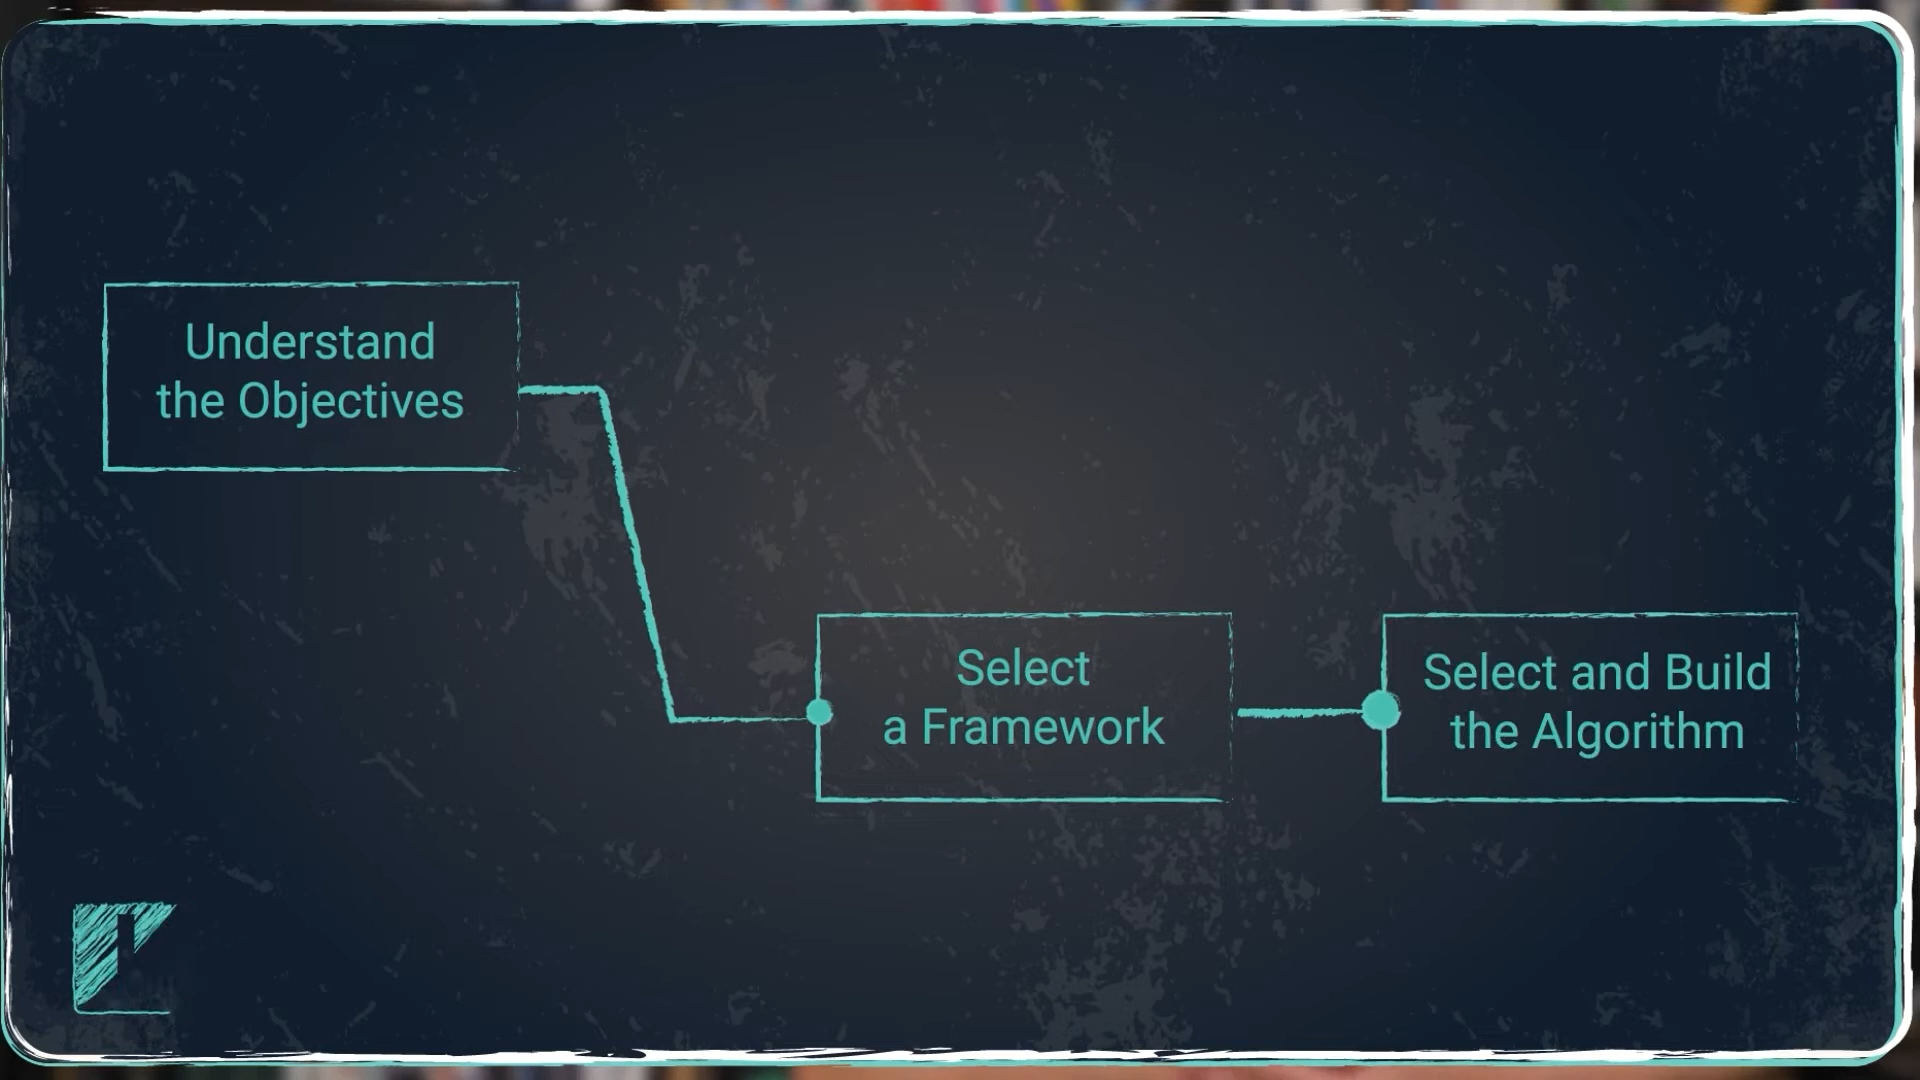 Understand
the Objectives
Select
a Framework
Select and Build
the Algorithm